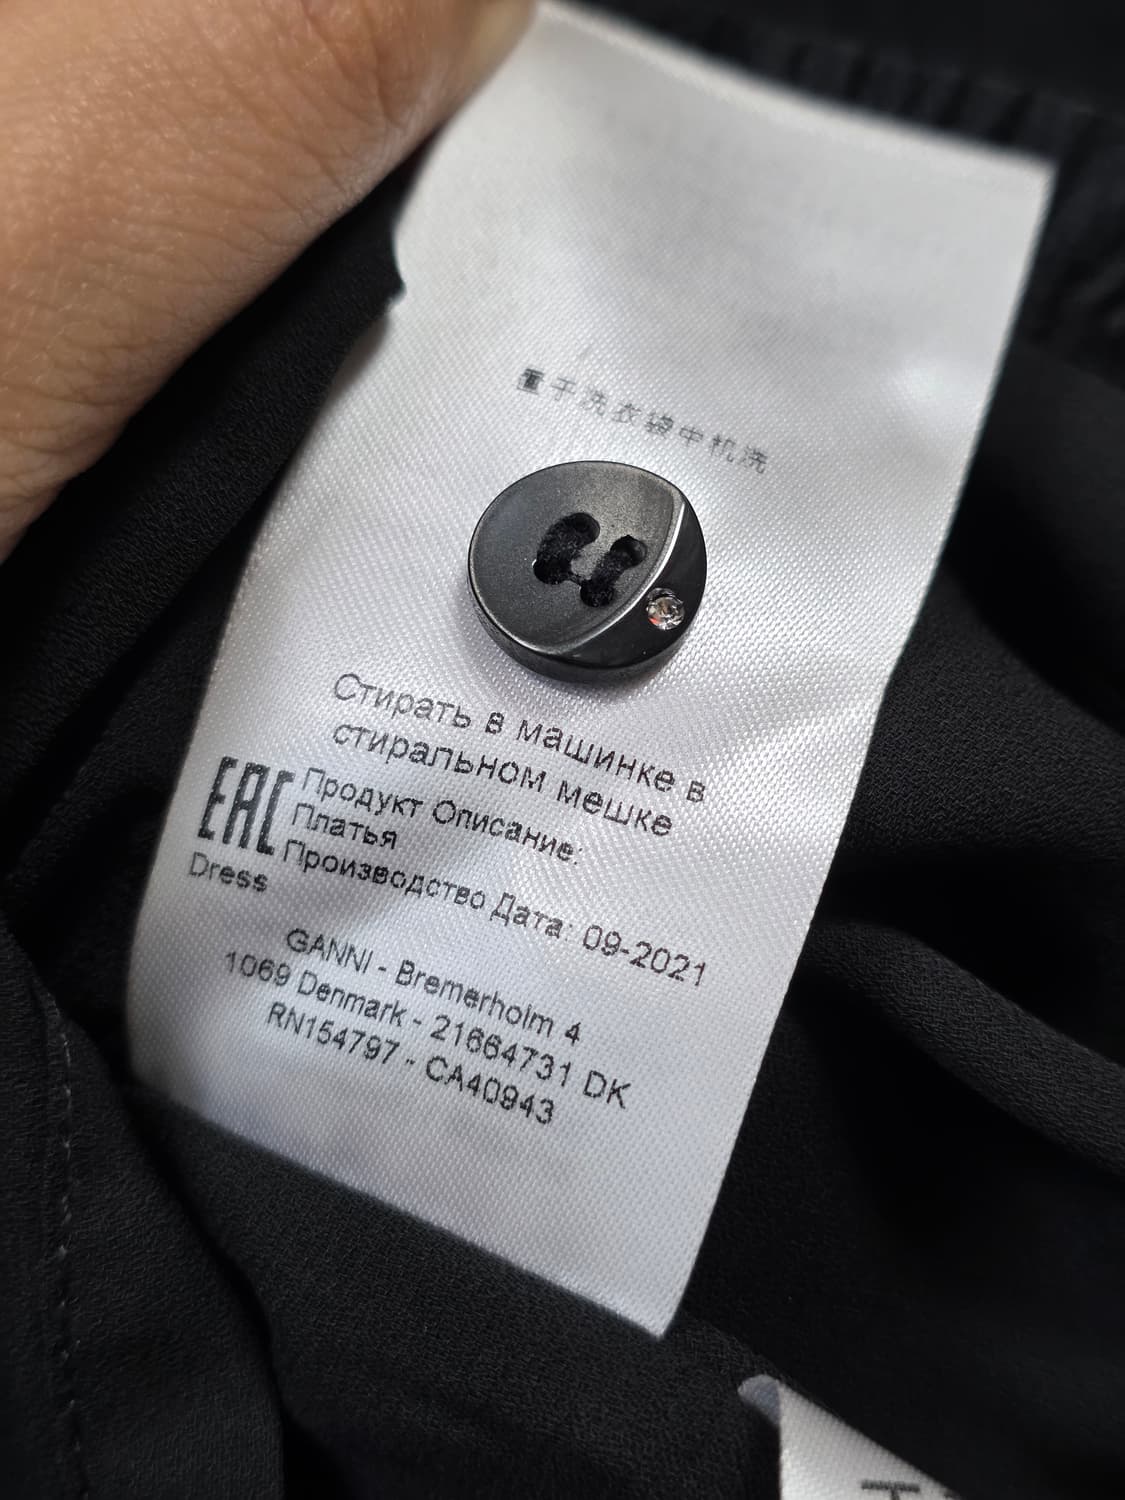 置于洗衣袋中机洗
Стирать в машинке в
стиральном мешке
EAC
Продукт Описание:
Платья
Производство Дата: 09-2021
Dress
GANNI - Bremerholm 4
1069 Denmark - 21664731 DK
RN154797 - CA40943